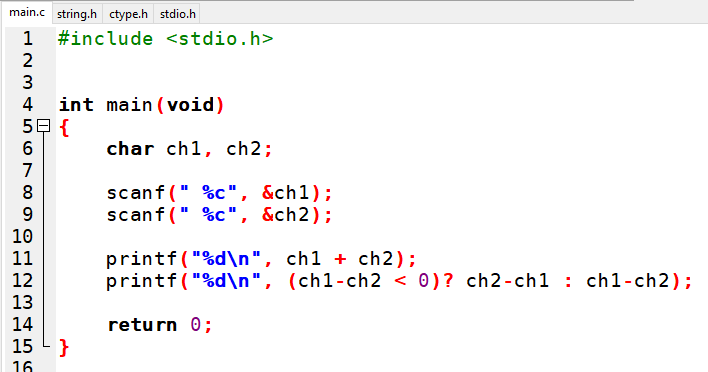 main.c string.h ctype.h stdio.h
1 #include <stdio.h>
2
3
4 int main(void)
5 {
6     char ch1, ch2;
7
8     scanf(" %c", &ch1);
9     scanf(" %c", &ch2);
10
11     printf("%d\n", ch1 + ch2);
12     printf("%d\n", (ch1-ch2 < 0)? ch2-ch1 : ch1-ch2);
13
14     return 0;
15 }
16